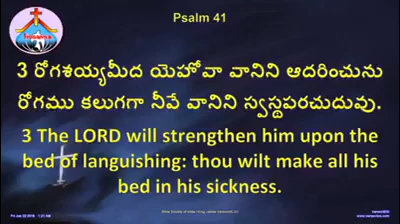 Psalm 41
3 రోగశయ్యమీద యెహోవా వానిని ఆదరించును
రోగము కలుగగా నీవే వానిని స్వస్థపరచుదువు.
3 The LORD will strengthen him upon the
bed of languishing: thou wilt make all his
bed in his sickness.